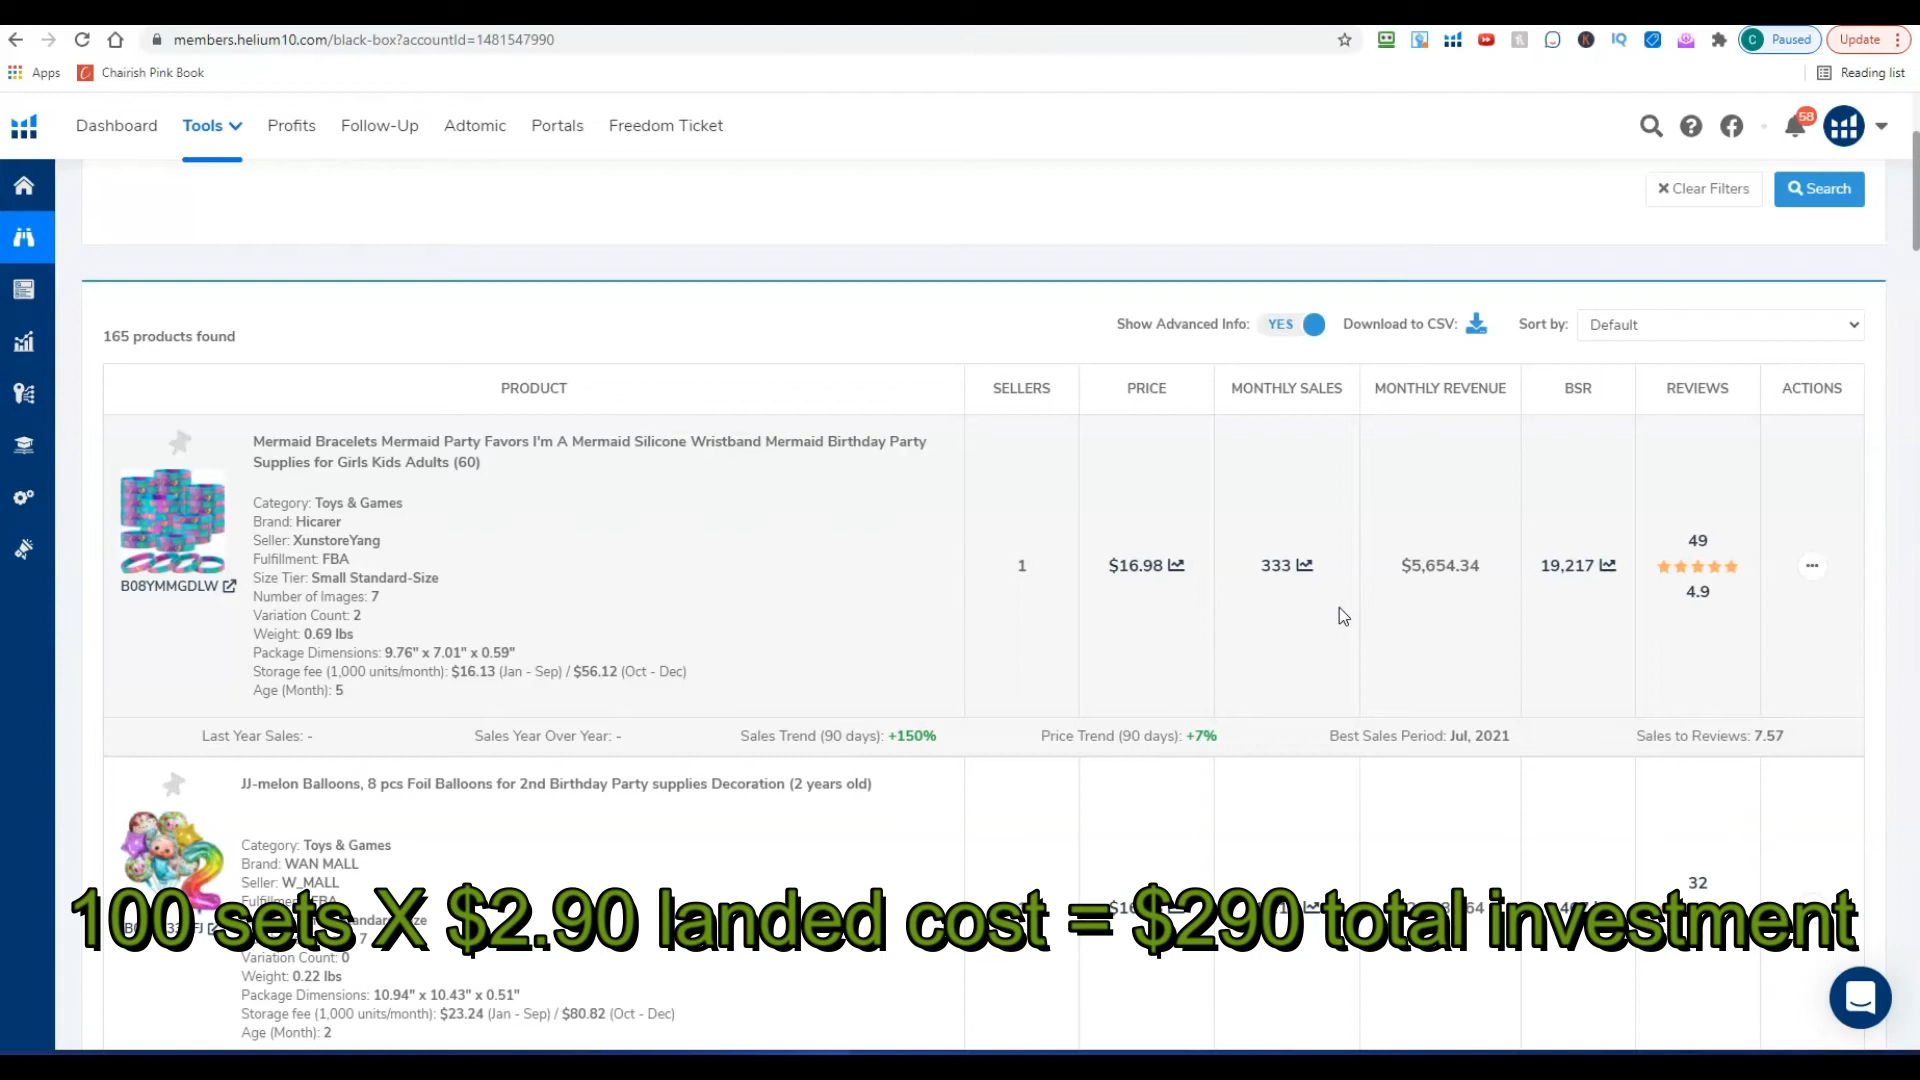 members.helium10.com/black-box?accountId=1481547990
C Paused Update
Apps Chairish Pink Book Reading list
Dashboard Tools Profits Follow-Up Adtomic Portals Freedom Ticket 58
Clear Filters Search
165 products found Show Advanced Info: YES Download to CSV: Sort by: Default
PRODUCT SELLERS PRICE MONTHLY SALES MONTHLY REVENUE BSR REVIEWS ACTIONS
Mermaid Bracelets Mermaid Party Favors I'm A Mermaid Silicone Wristband Mermaid Birthday Party
Supplies for Girls Kids Adults (60)
Category: Toys & Games
Brand: Hicarer
Seller: XunstoreYang
Fulfillment: FBA
Size Tier: Small Standard-Size
Number of Images: 7
Variation Count: 2
Weight: 0.69 lbs
Package Dimensions: 9.76" x 7.01" x 0.59"
Storage fee (1,000 units/month): $16.13 (Jan - Sep) / $56.12 (Oct - Dec)
Age (Month): 5
B08YMMGDLW
1 $16.98 333 $5,654.34 19,217
49
4.9
Last Year Sales: - Sales Year Over Year: - Sales Trend (90 days): +150% Price Trend (90 days): +7% Best Sales Period: Jul, 2021 Sales to Reviews: 7.57
JJ-melon Balloons, 8 pcs Foil Balloons for 2nd Birthday Party supplies Decoration (2 years old)
Category: Toys & Games
Brand: WAN MALL
Seller: W_MALL
32
100 sets X $2.90 landed cost = $290 total investment
Variation Count: 0
Weight: 0.22 lbs
Package Dimensions: 10.94" x 10.43" x 0.51"
Storage fee (1,000 units/month): $23.24 (Jan - Sep) / $80.82 (Oct - Dec)
Age (Month): 2